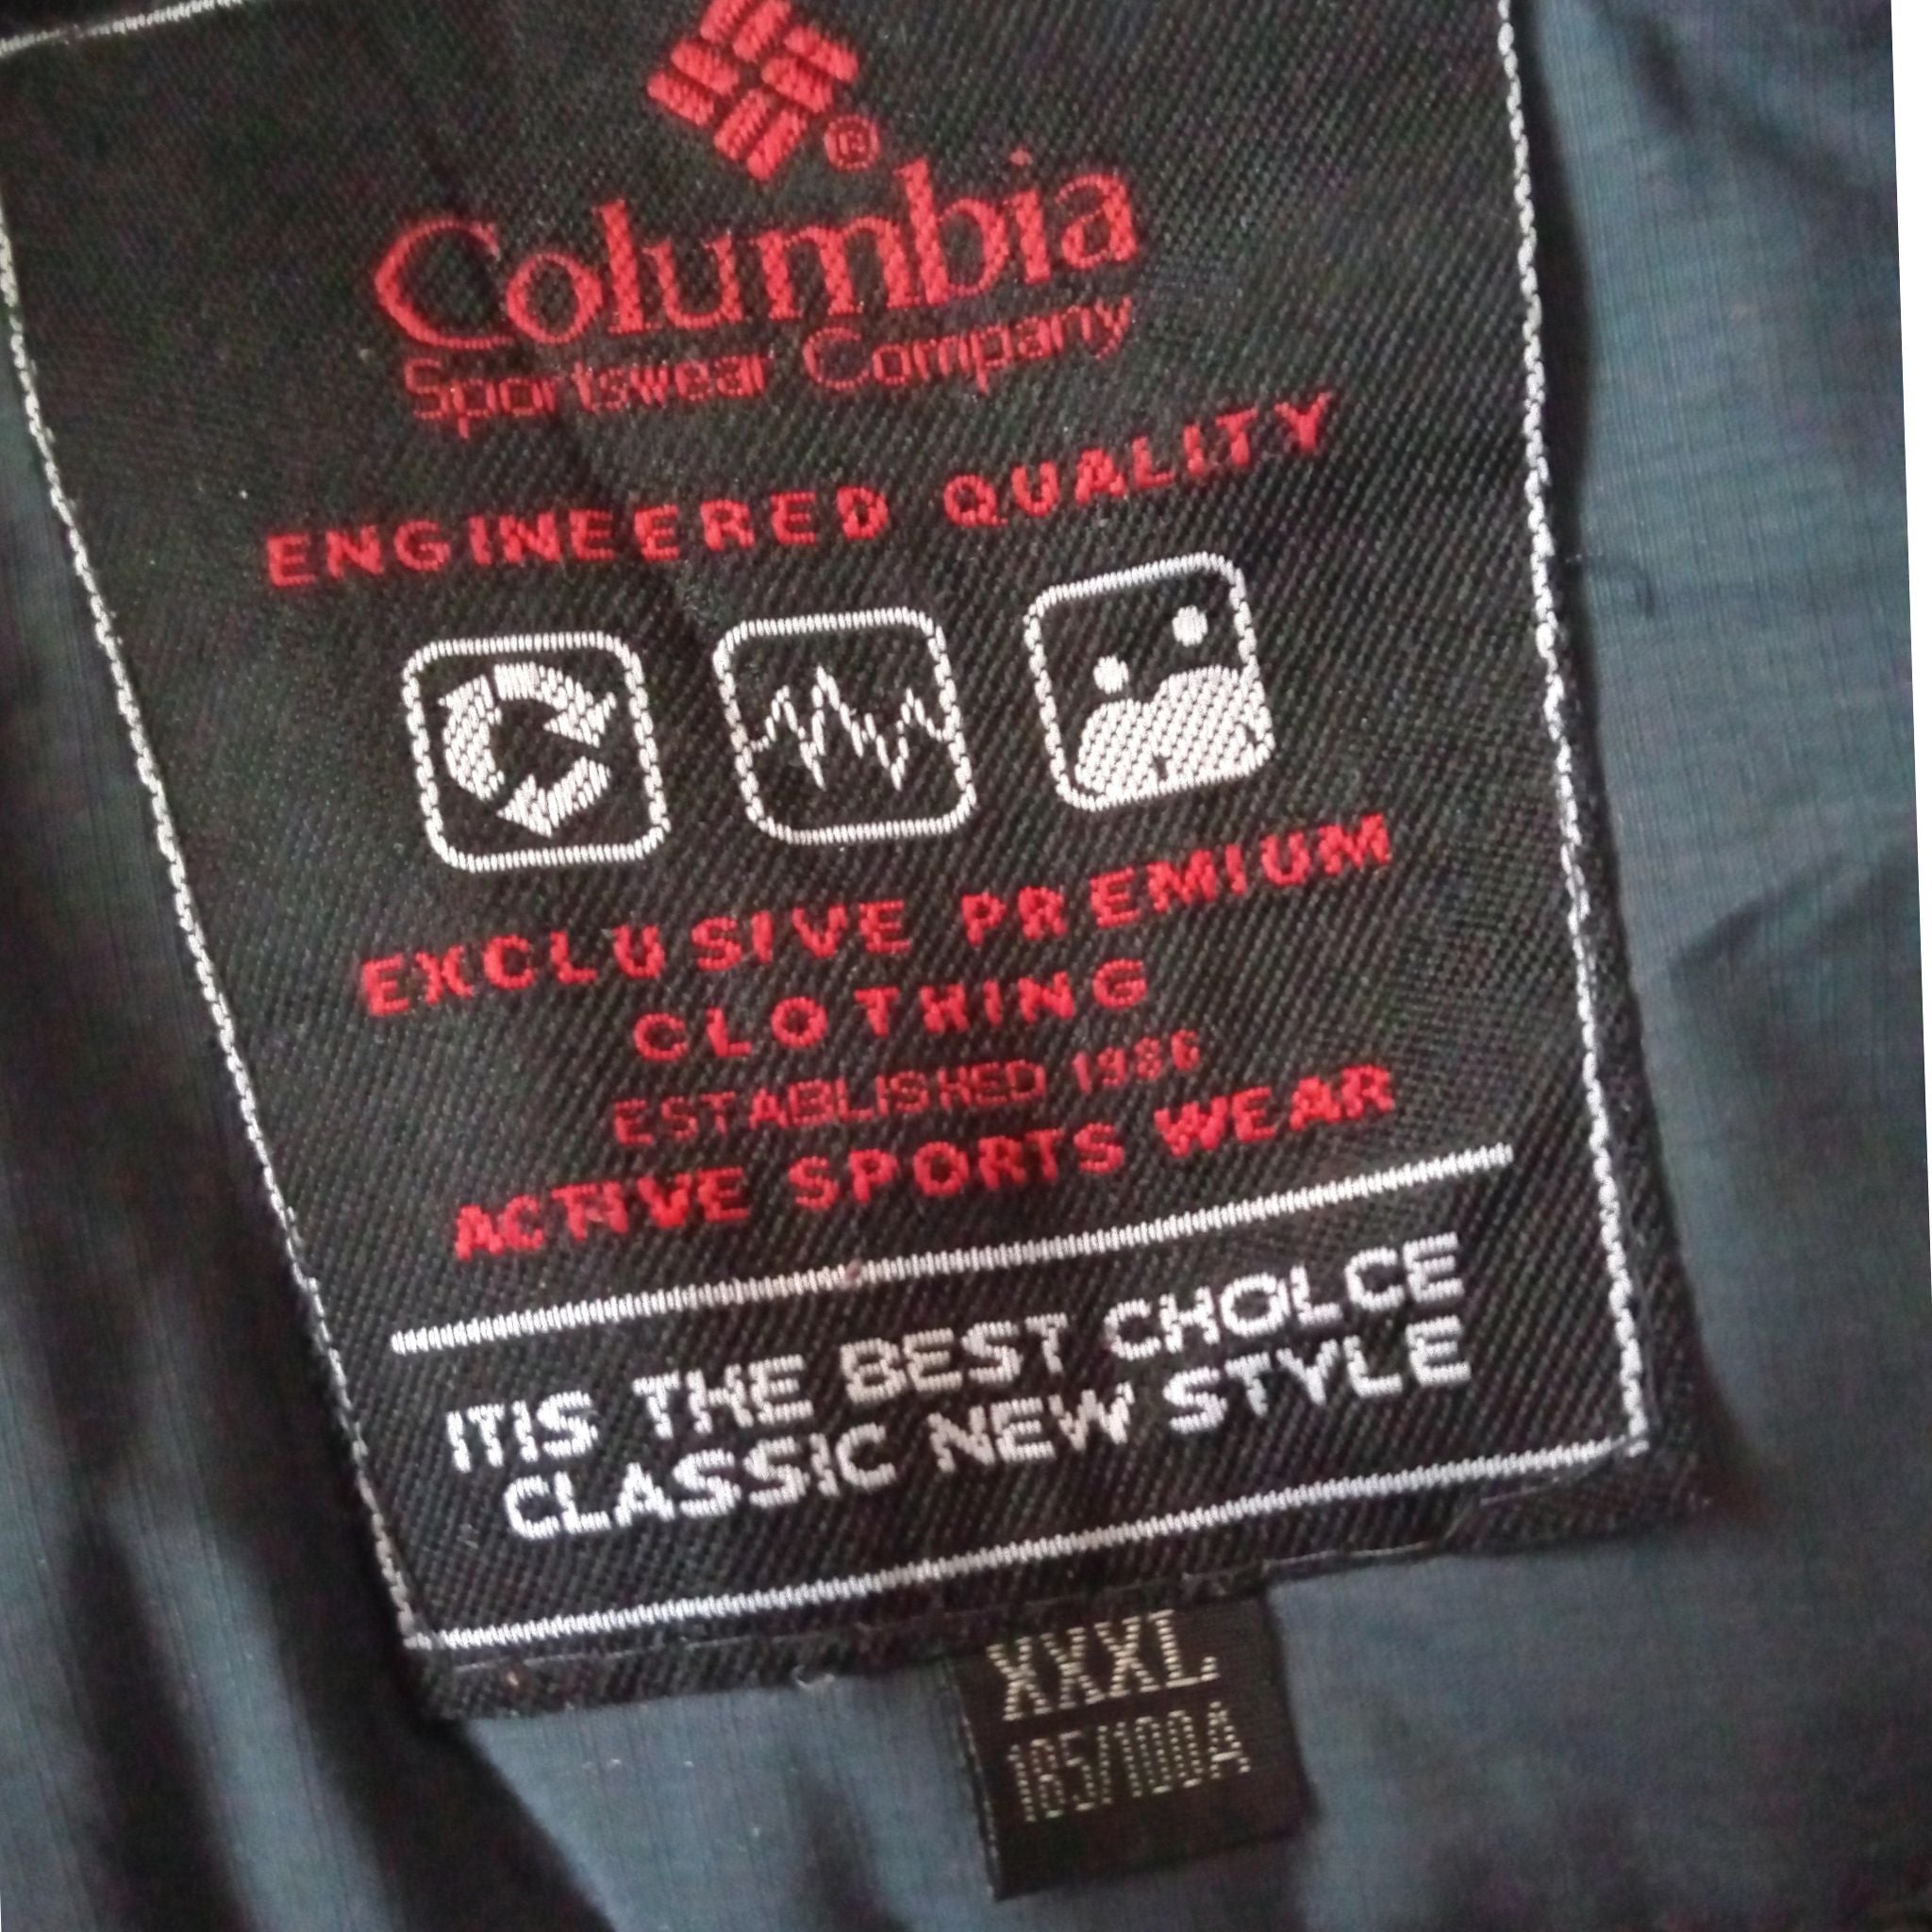 ®
Columbia
Sportswear Company
ENGINEERED QUALITY
EXCLUSIVE PREMIUM
CLOTHING
ESTABLISHED 1986
ACTIVE SPORTS WEAR
ITIS THE BEST CHOLCE
CLASSIC NEW STYLE
XXXL
185/100A